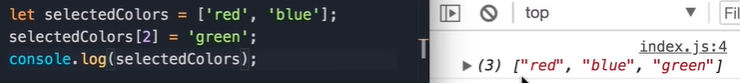 let selectedColors = ['red', 'blue'];
selectedColors[2] = 'green';
console.log(selectedColors);
top
index.js:4
(3) ["red", "blue", "green"]